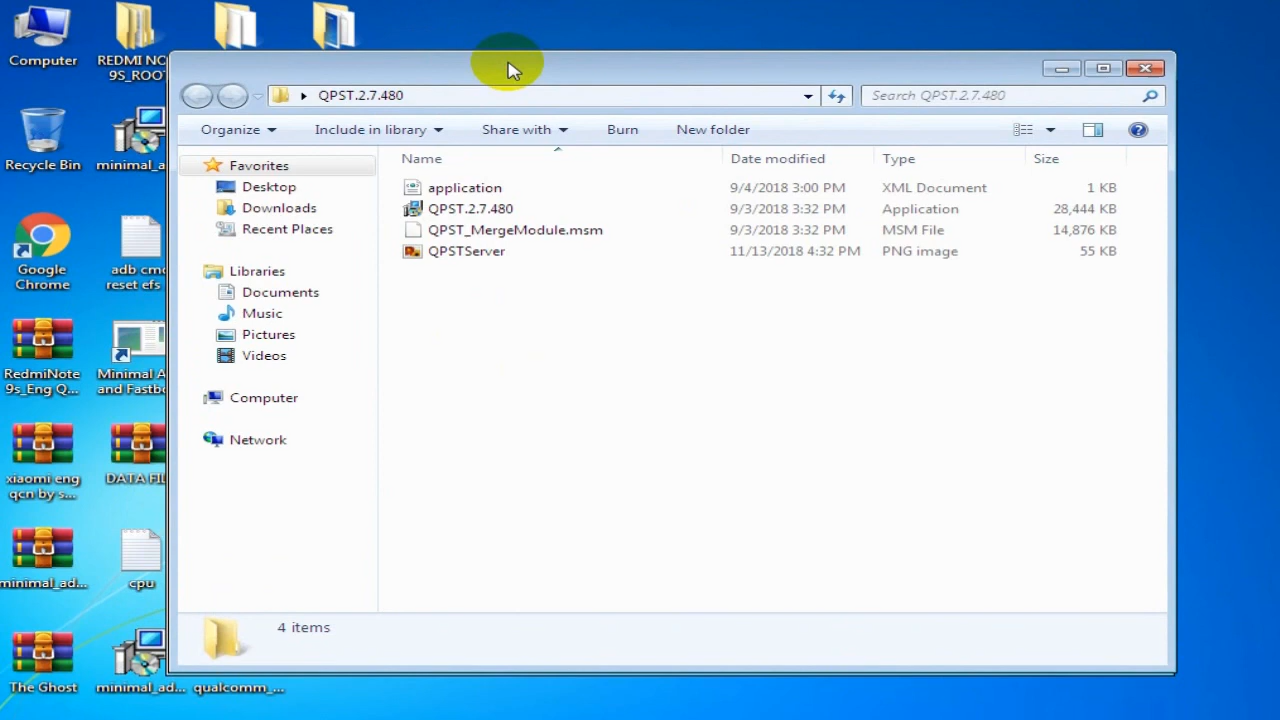 Computer
REDMI NO
9S_ROO
QPST.2.7.480
Search QPST.2.7.480
Organize
Include in library
Share with
Burn
New folder
Recycle Bin
minimal_a
Favorites
Desktop
Downloads
Recent Places
Libraries
Documents
Music
Pictures
Videos
Computer
Network
Name
Date modified
Type
Size
application
9/4/2018 3:00 PM
XML Document
1 KB
QPST.2.7.480
9/3/2018 3:32 PM
Application
28,444 KB
QPST_MergeModule.msm
9/3/2018 3:32 PM
MSM File
14,876 KB
QPSTServer
11/13/2018 4:32 PM
PNG image
55 KB
Google
Chrome
adb cm
reset efs
RedmiNote
9s_Eng Q...
Minimal A
and Fastb
xiaomi eng
qcn by s...
DATA FI
minimal_ad...
cpu
4 items
The Ghost
minimal_ad...
qualcomm_...